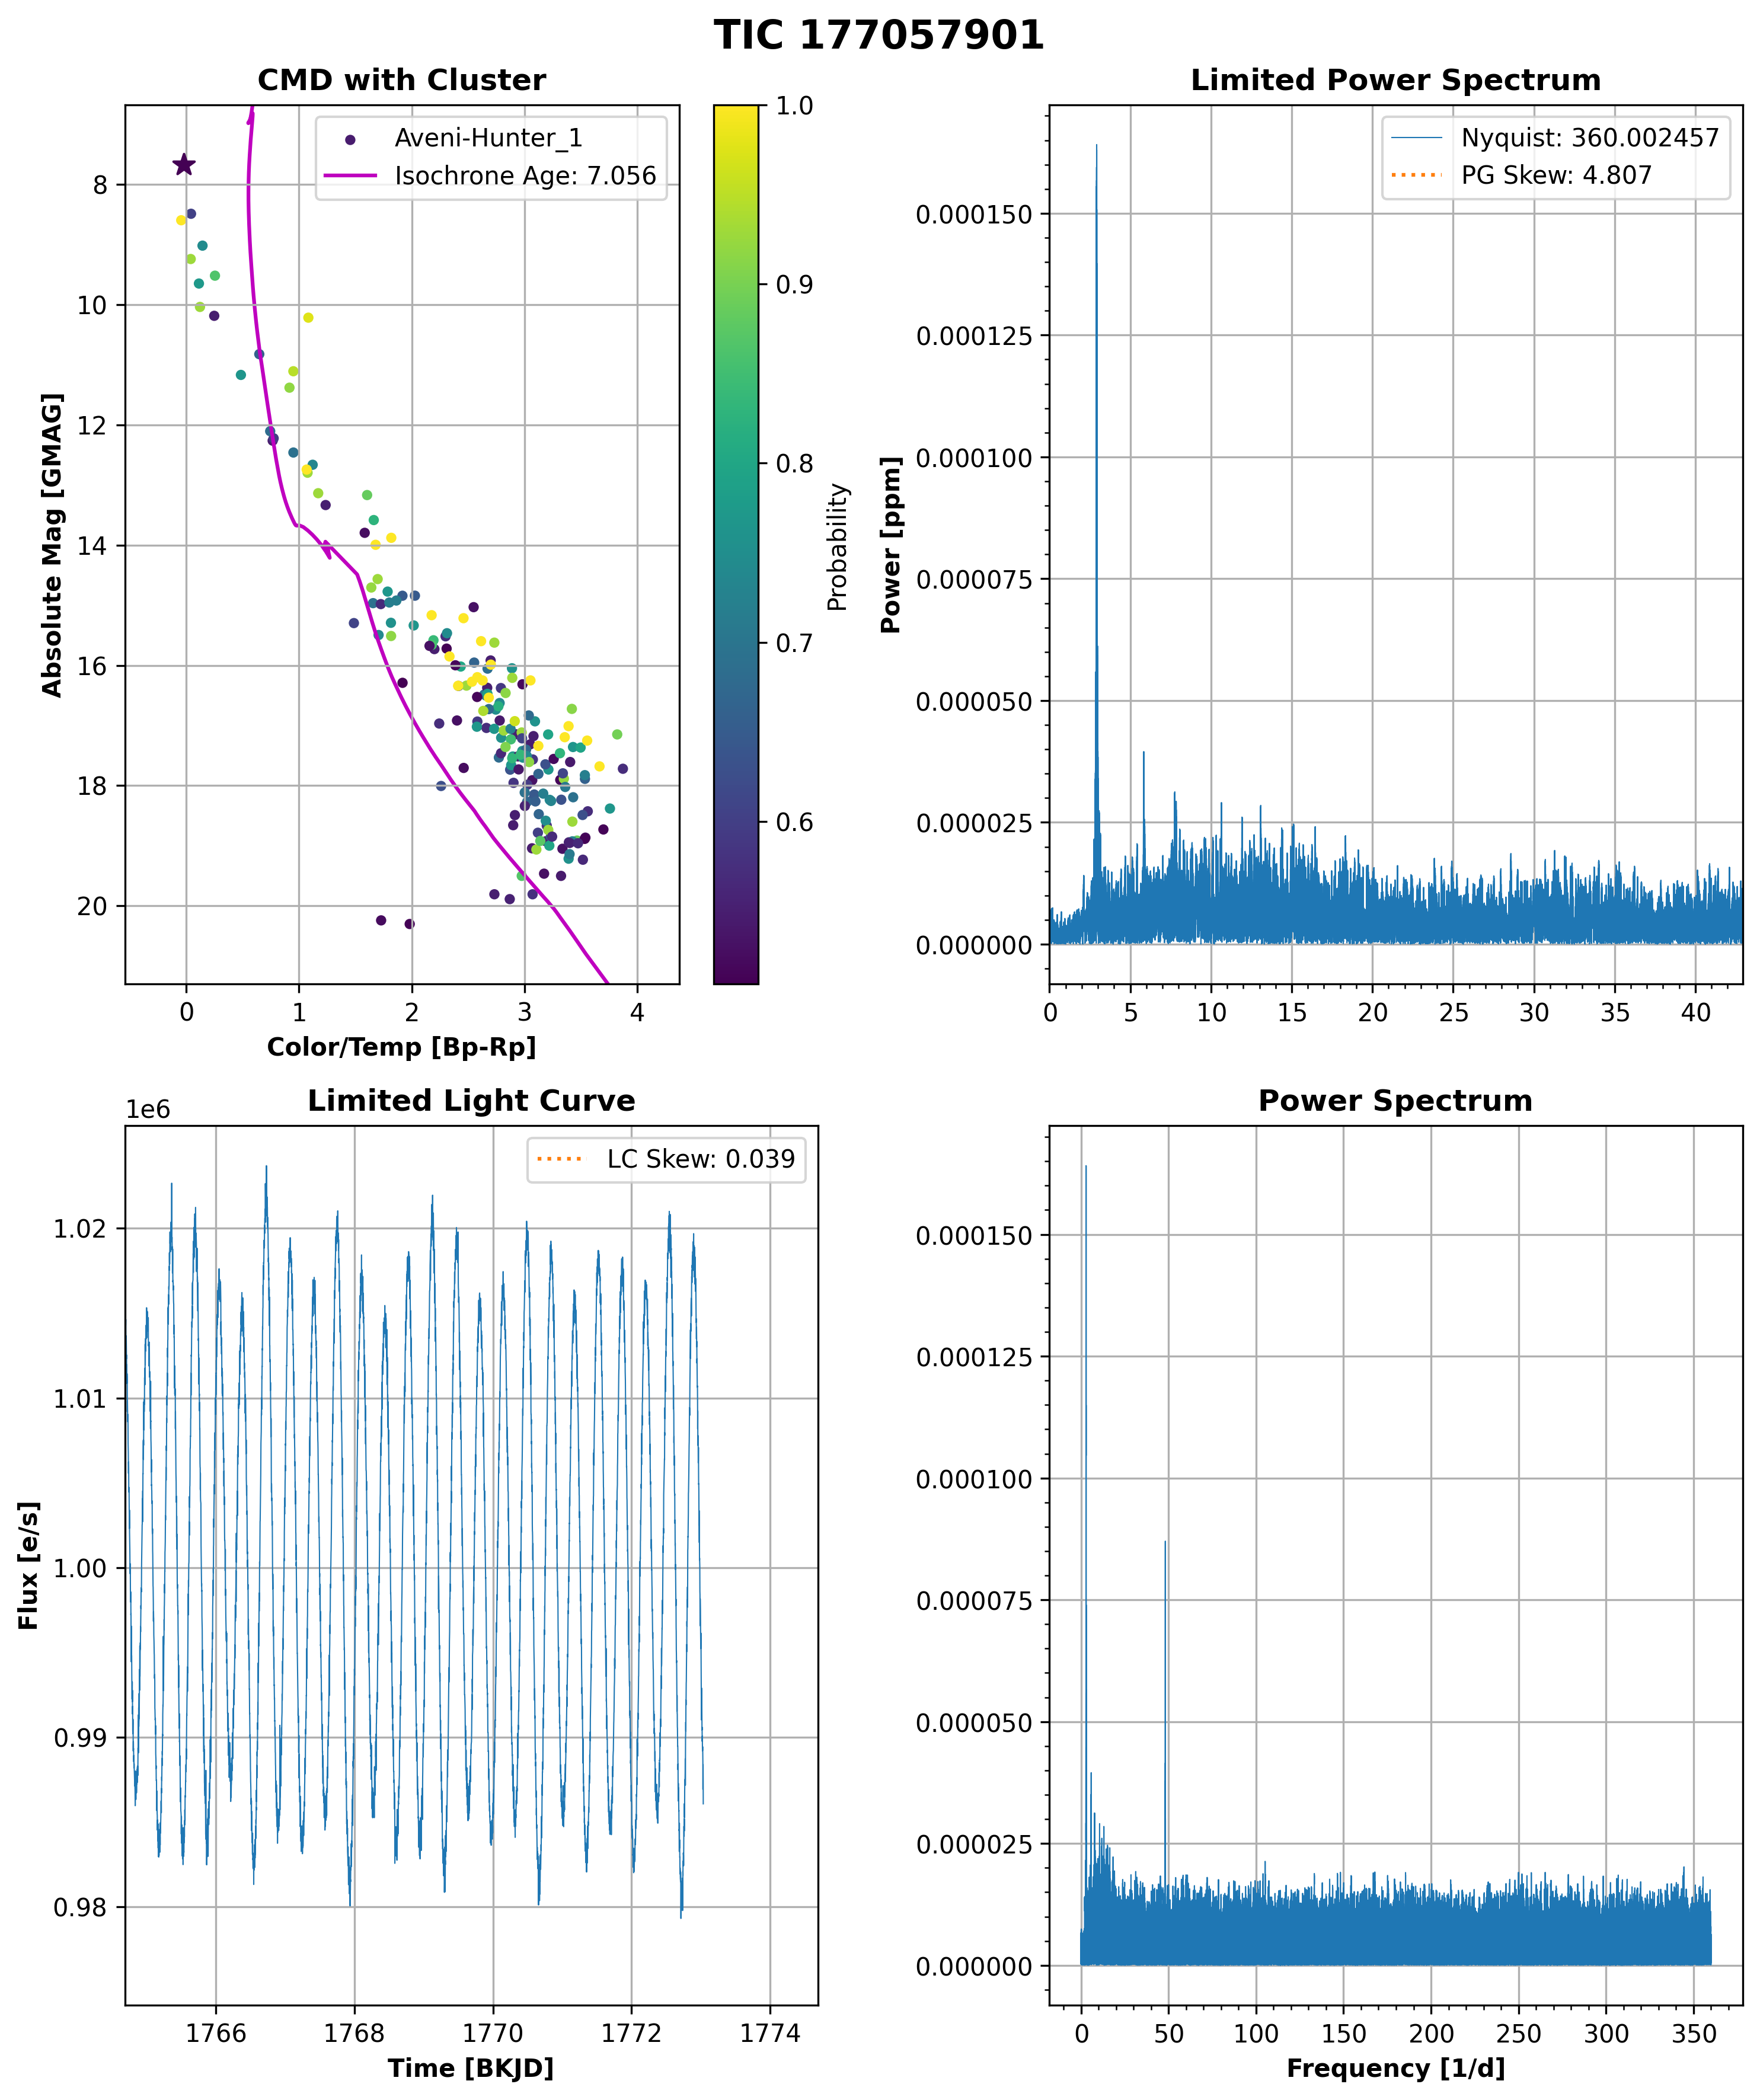 TIC 177057901
CMD with Cluster
Aveni-Hunter_1
Isochrone Age: 7.056
8
10
12
14
16
18
20
0 1 2 3 4
Absolute Mag [GMAG]
Color/Temp [Bp-Rp]
1.0
0.9
0.8
0.7
0.6
Probability
Limited Power Spectrum
Nyquist: 360.002457
PG Skew: 4.807
0.000150
0.000125
0.000100
0.000075
0.000050
0.000025
0.000000
Power [ppm]
0 5 10 15 20 25 30 35 40
Limited Light Curve
1e6
LC Skew: 0.039
1.02
1.01
1.00
0.99
0.98
Flux [e/s]
1766 1768 1770 1772 1774
Time [BKJD]
Power Spectrum
0.000150
0.000125
0.000100
0.000075
0.000050
0.000025
0.000000
0 50 100 150 200 250 300 350
Frequency [1/d]